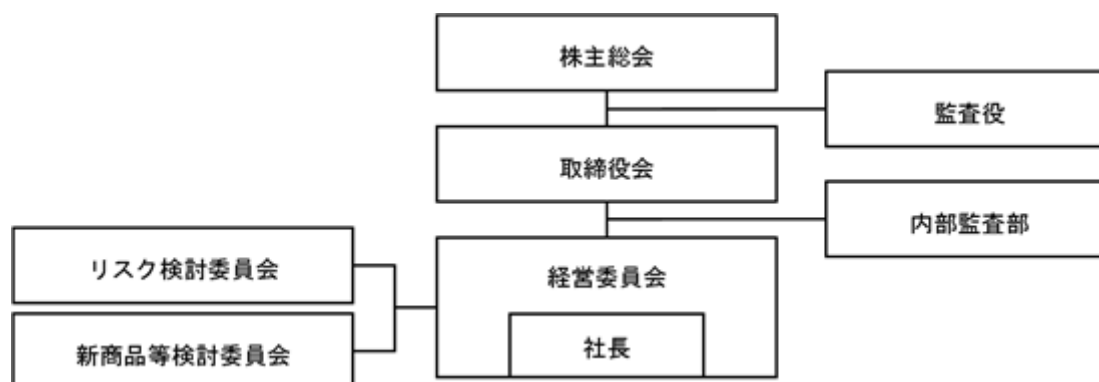 株主総会
監査役
取締役会
内部監査部
リスク検討委員会
経営委員会
新商品等検討委員会
社長